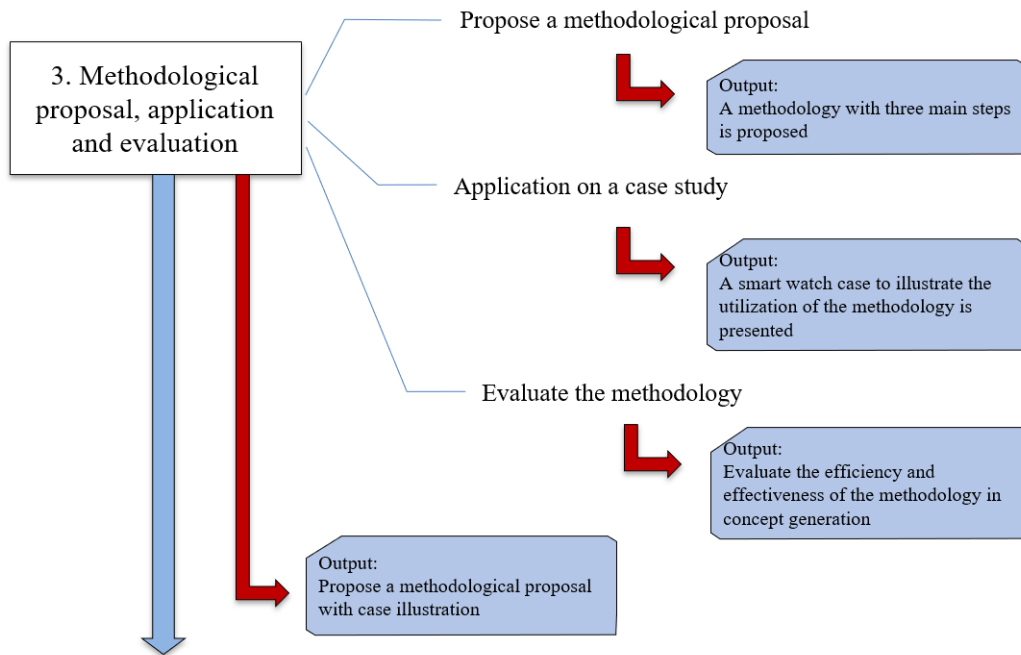 Propose a methodological proposal
3. Methodological
proposal, application
and evaluation
Output:
A methodology with three main steps
is proposed
Application on a case study
Output:
A smart watch case to illustrate the
utilization of the methodology is
presented
Evaluate the methodology
Output:
Evaluate the efficiency and
effectiveness of the methodology in
concept generation
Output:
Propose a methodological proposal
with case illustration